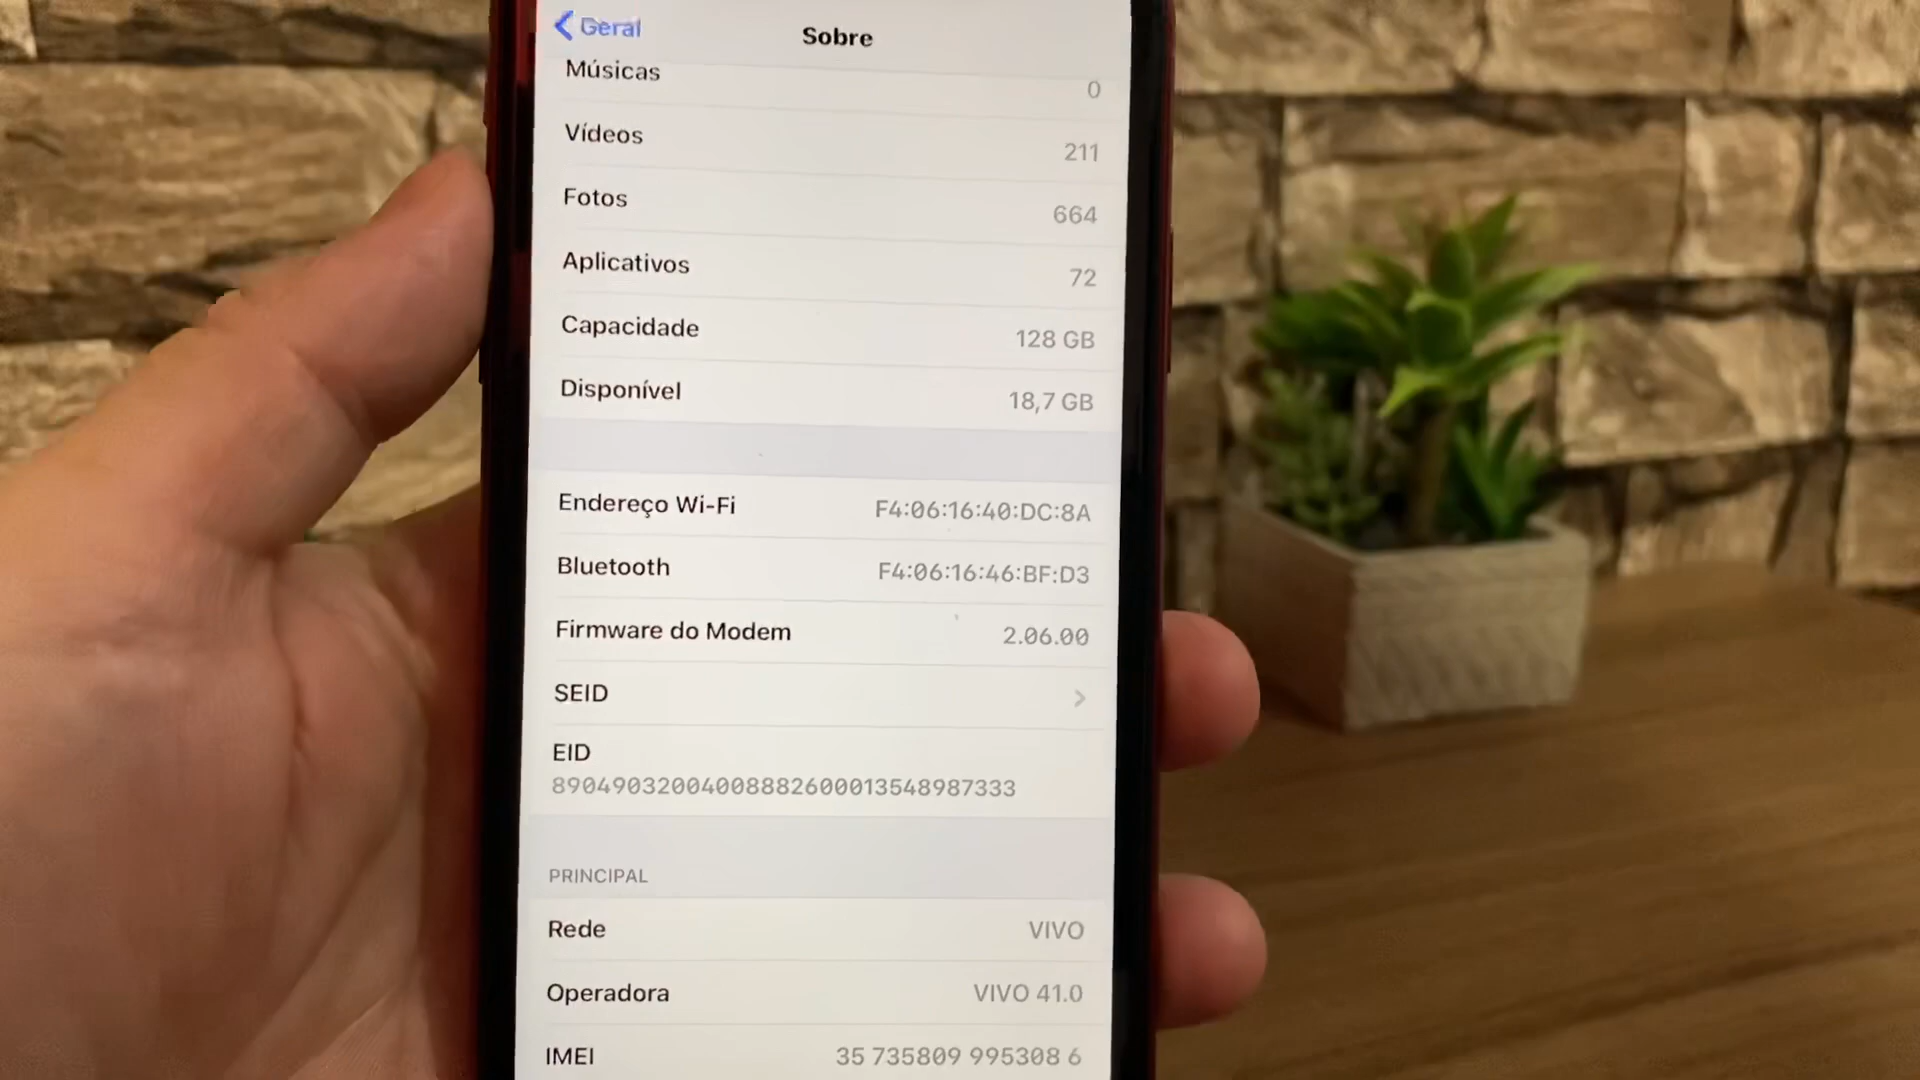 Geral
Sobre
Músicas 0
Vídeos 211
Fotos 664
Aplicativos 72
Capacidade 128 GB
Disponível 18,7 GB
Endereço Wi-Fi F4:06:16:40:DC:8A
Bluetooth F4:06:16:46:BF:D3
Firmware do Modem 2.06.00
SEID
EID
89049032004008882600013548987333
PRINCIPAL
Rede VIVO
Operadora VIVO 41.0
IMEI 35 735809 995308 6